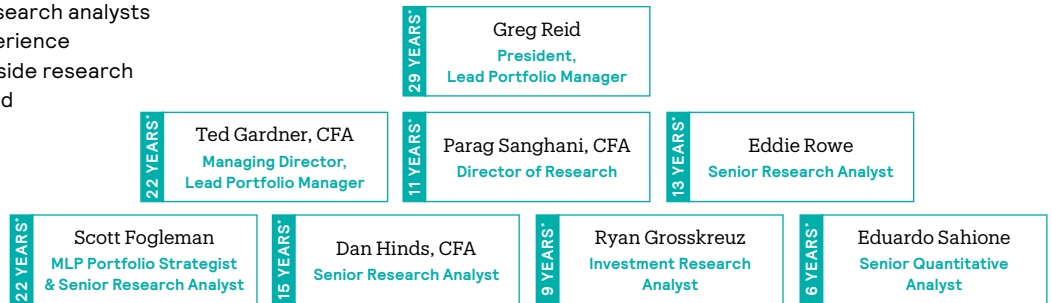 search analysts
erience
side research
d
29 YEARS*
Greg Reid
President,
Lead Portfolio Manager
22 YEARS*
Ted Gardner, CFA
Managing Director,
Lead Portfolio Manager
11 YEARS*
Parag Sanghani, CFA
Director of Research
13 YEARS*
Eddie Rowe
Senior Research Analyst
22 YEARS*
Scott Fogleman
MLP Portfolio Strategist
& Senior Research Analyst
15 YEARS*
Dan Hinds, CFA
Senior Research Analyst
9 YEARS*
Ryan Grosskreuz
Investment Research
Analyst
6 YEARS*
Eduardo Sahione
Senior Quantitative
Analyst